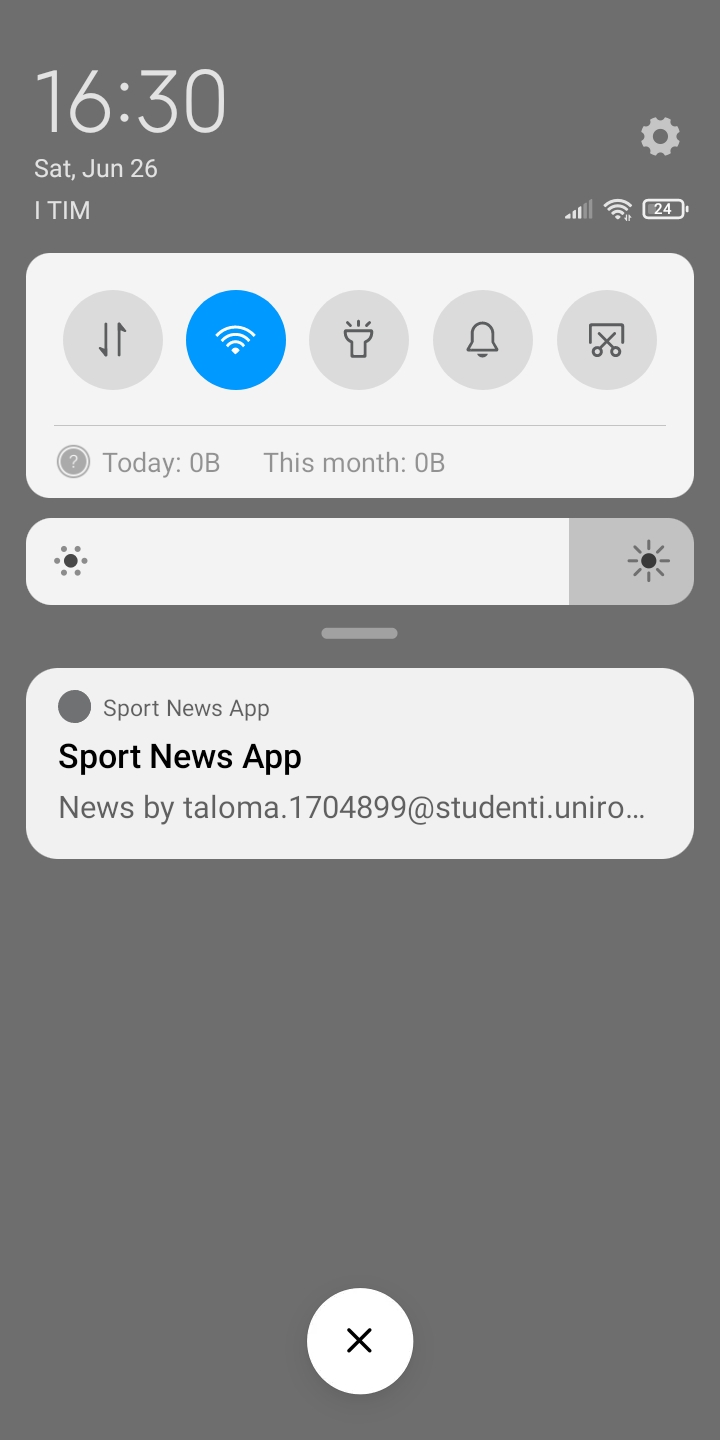 16:30
Sat, Jun 26
I TIM
24
? Today: 0B This month: 0B
Sport News App
Sport News App
News by taloma.1704899@studenti.uniro...